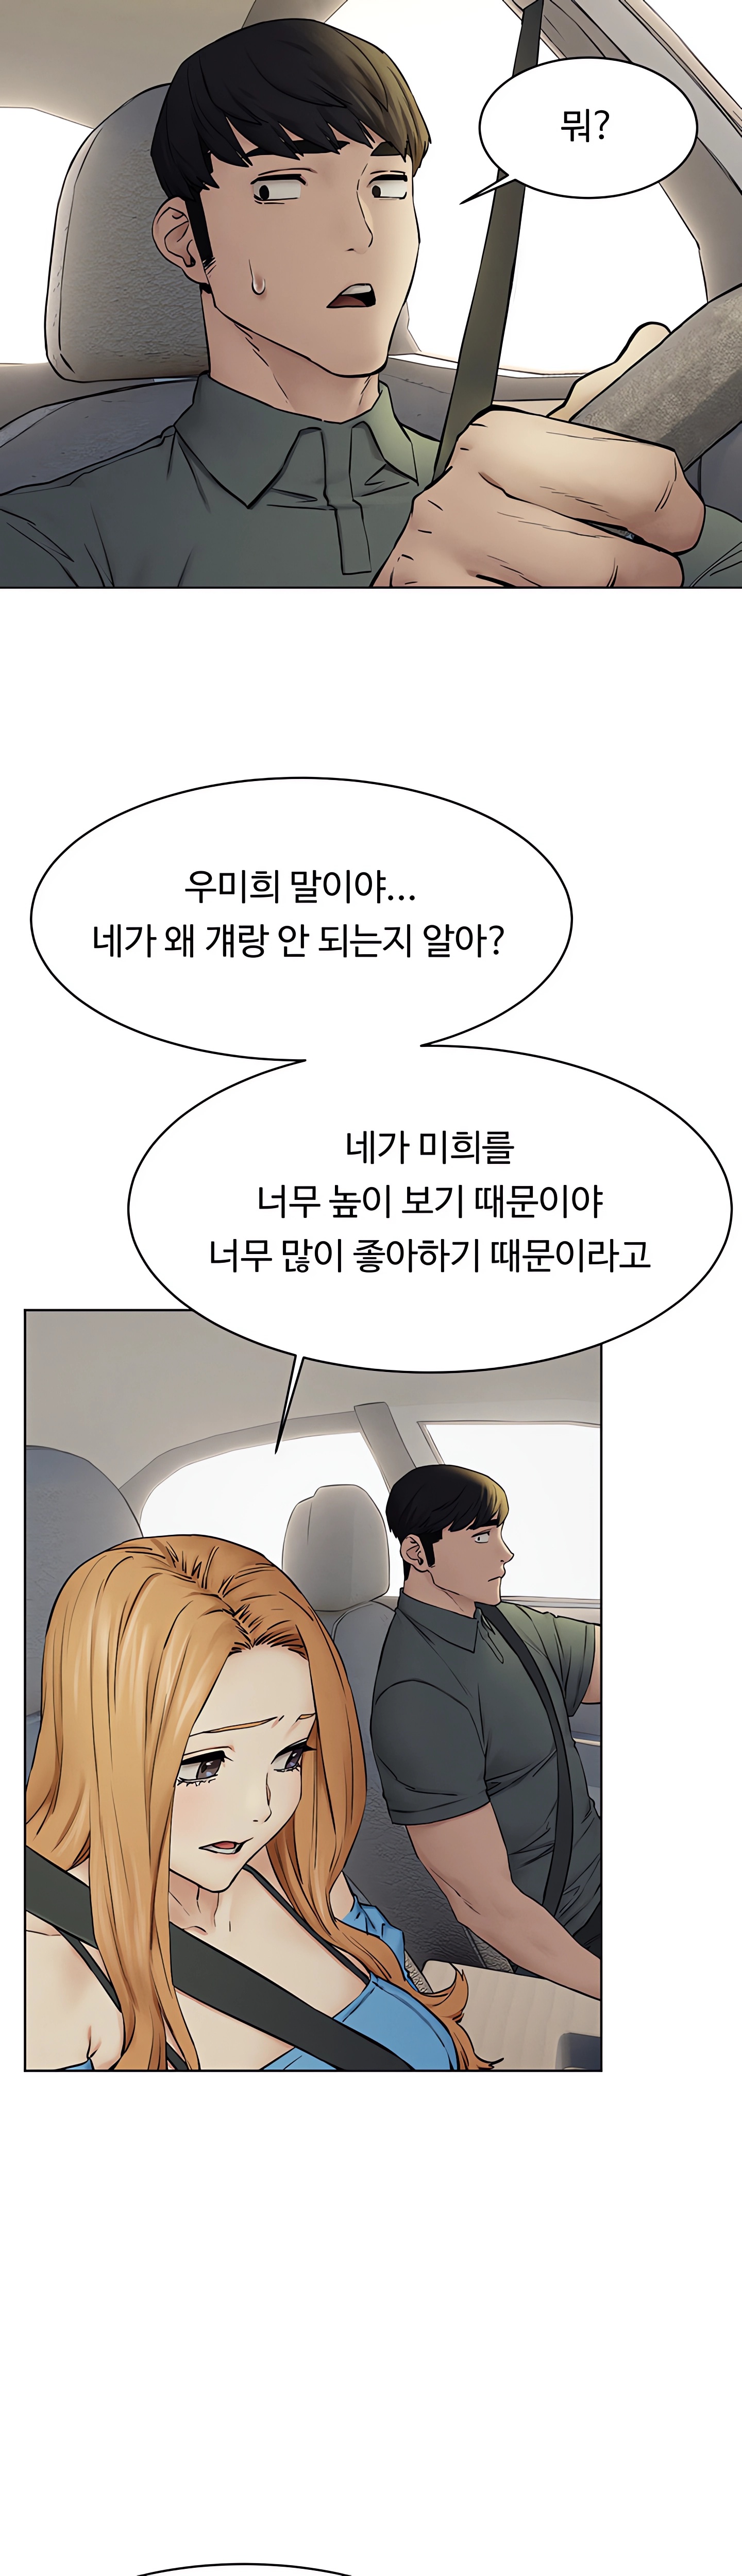 뭐?
우미희 말이야...
네가 왜 걔랑 안 되는지 알아?
네가 미희를
너무 높이 보기 때문이야
너무 많이 좋아하기 때문이라고